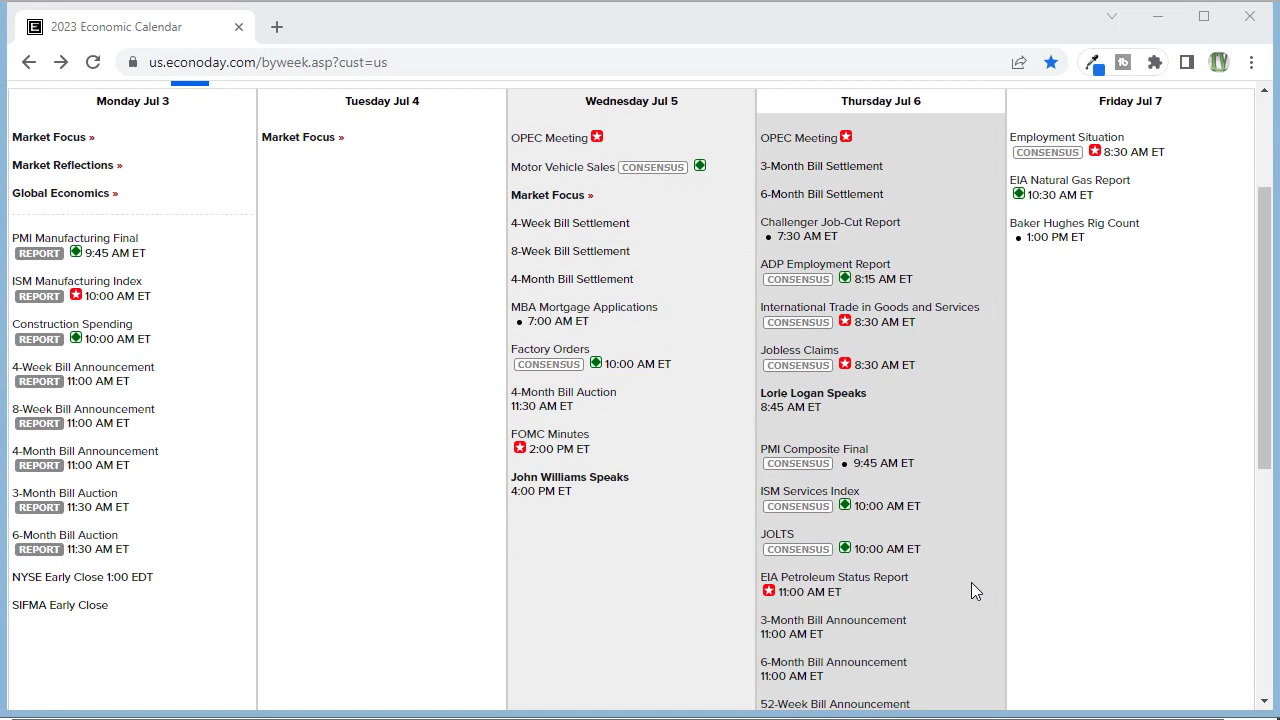 2023 Economic Calendar
us.econoday.com/byweek.asp?cust=us
Monday Jul 3
Market Focus »
Market Reflections »
Global Economics »
PMI Manufacturing Final
REPORT 9:45 AM ET
ISM Manufacturing Index
REPORT 10:00 AM ET
Construction Spending
REPORT 10:00 AM ET
4-Week Bill Announcement
REPORT 11:00 AM ET
8-Week Bill Announcement
REPORT 11:00 AM ET
4-Month Bill Announcement
REPORT 11:00 AM ET
3-Month Bill Auction
REPORT 11:30 AM ET
6-Month Bill Auction
REPORT 11:30 AM ET
NYSE Early Close 1:00 EDT
SIFMA Early Close
Tuesday Jul 4
Market Focus »
Wednesday Jul 5
OPEC Meeting
Motor Vehicle Sales CONSENSUS
Market Focus »
4-Week Bill Settlement
8-Week Bill Settlement
4-Month Bill Settlement
MBA Mortgage Applications
7:00 AM ET
Factory Orders
CONSENSUS 10:00 AM ET
4-Month Bill Auction
11:30 AM ET
FOMC Minutes
2:00 PM ET
John Williams Speaks
4:00 PM ET
Thursday Jul 6
OPEC Meeting
3-Month Bill Settlement
6-Month Bill Settlement
Challenger Job-Cut Report
7:30 AM ET
ADP Employment Report
CONSENSUS 8:15 AM ET
International Trade in Goods and Services
CONSENSUS 8:30 AM ET
Jobless Claims
CONSENSUS 8:30 AM ET
Lorie Logan Speaks
8:45 AM ET
PMI Composite Final
CONSENSUS 9:45 AM ET
ISM Services Index
CONSENSUS 10:00 AM ET
JOLTS
CONSENSUS 10:00 AM ET
EIA Petroleum Status Report
11:00 AM ET
3-Month Bill Announcement
11:00 AM ET
6-Month Bill Announcement
11:00 AM ET
52-Week Bill Announcement
Friday Jul 7
Employment Situation
CONSENSUS 8:30 AM ET
EIA Natural Gas Report
10:30 AM ET
Baker Hughes Rig Count
1:00 PM ET